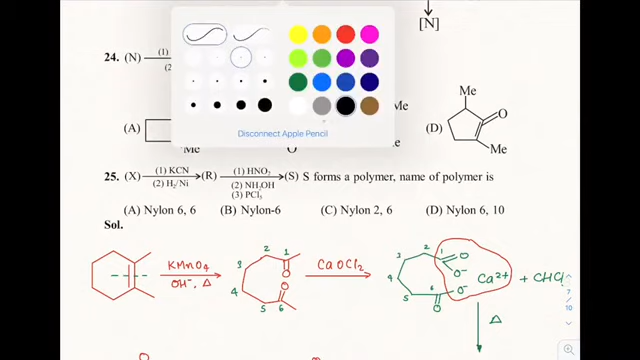 [N]
24. (N) (1)
(2
Disconnect Apple Pencil
(A)
Me
O
Me
(D) Me
O
Me
25. (X) (1) KCN (2) H₂/Ni (R) (1) HNO₂ (2) NH₂OH (3) PCl₅ (S) S forms a polymer, name of polymer is
(A) Nylon 6, 6 (B) Nylon-6 (C) Nylon 2, 6 (D) Nylon 6, 10
Sol.
KMnO₄
OH⁻, Δ
1 2 3 4 5 6 O O
CaOCl₂
1 2 3 4 5 6 O O⁻ O⁻ O
Ca²⁺
+ CHCl
Δ
7
10